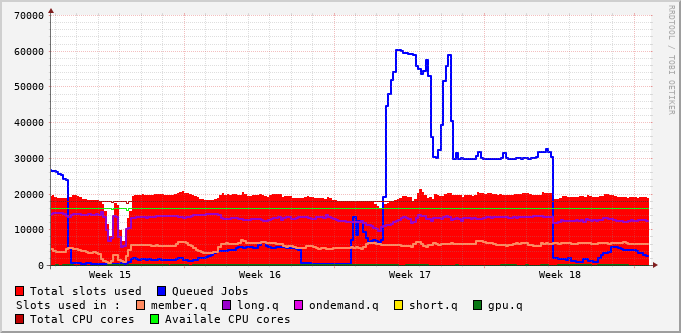 RRDTOOL / TOBI OETIKER
70000
60000
50000
40000
30000
20000
10000
0
Week 15 Week 16 Week 17 Week 18
Total slots used Queued Jobs
Slots used in : member.q long.q ondemand.q short.q gpu.q
Total CPU cores Availale CPU cores